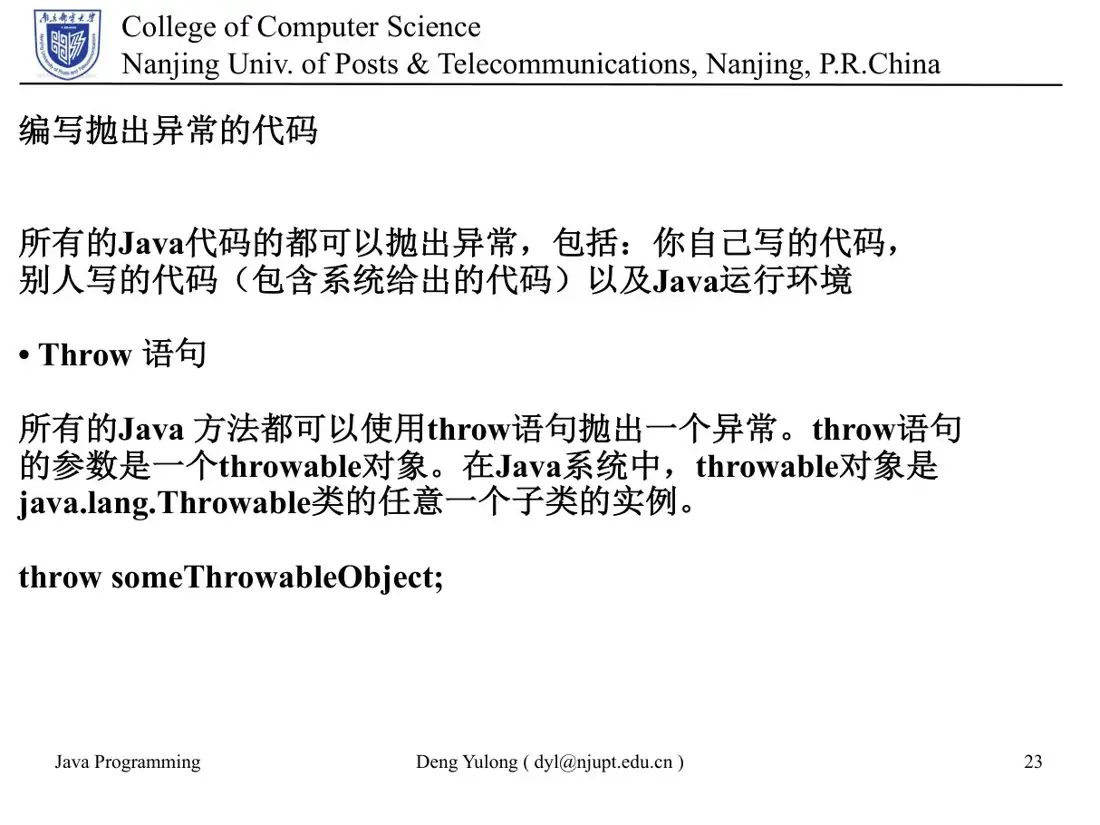 College of Computer Science
Nanjing Univ. of Posts & Telecommunications, Nanjing, P.R.China
编写抛出异常的代码
所有的Java代码的都可以抛出异常，包括：你自己写的代码，
别人写的代码（包含系统给出的代码）以及Java运行环境
• Throw 语句
所有的Java 方法都可以使用throw语句抛出一个异常。throw语句
的参数是一个throwable对象。在Java系统中，throwable对象是
java.lang.Throwable类的任意一个子类的实例。
throw someThrowableObject;
Java Programming
Deng Yulong ( dyl@njupt.edu.cn )
23